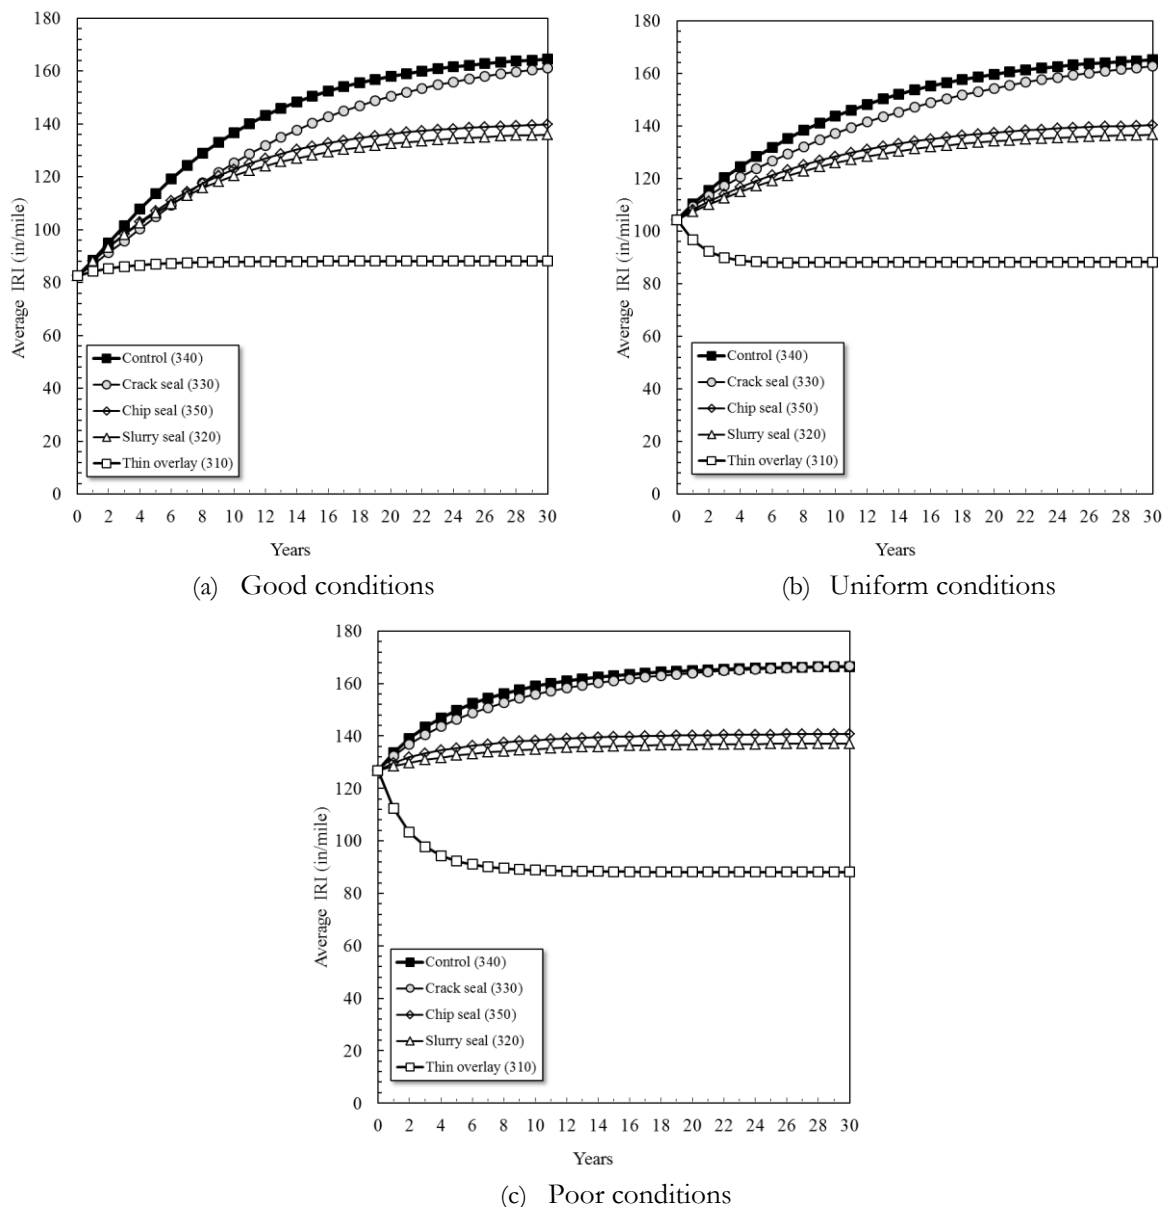 180
160
140
120
100
80
60
40
20
0
Average IRI (in/mile)
Control (340)
Crack seal (330)
Chip seal (350)
Slurry seal (320)
Thin overlay (310)
0 2 4 6 8 10 12 14 16 18 20 22 24 26 28 30
Years
(a) Good conditions
180
160
140
120
100
80
60
40
20
0
Average IRI (in/mile)
Control (340)
Crack seal (330)
Chip seal (350)
Slurry seal (320)
Thin overlay (310)
0 2 4 6 8 10 12 14 16 18 20 22 24 26 28 30
Years
(b) Uniform conditions
180
160
140
120
100
80
60
40
20
0
Average IRI (in/mile)
Control (340)
Crack seal (330)
Chip seal (350)
Slurry seal (320)
Thin overlay (310)
0 2 4 6 8 10 12 14 16 18 20 22 24 26 28 30
Years
(c) Poor conditions